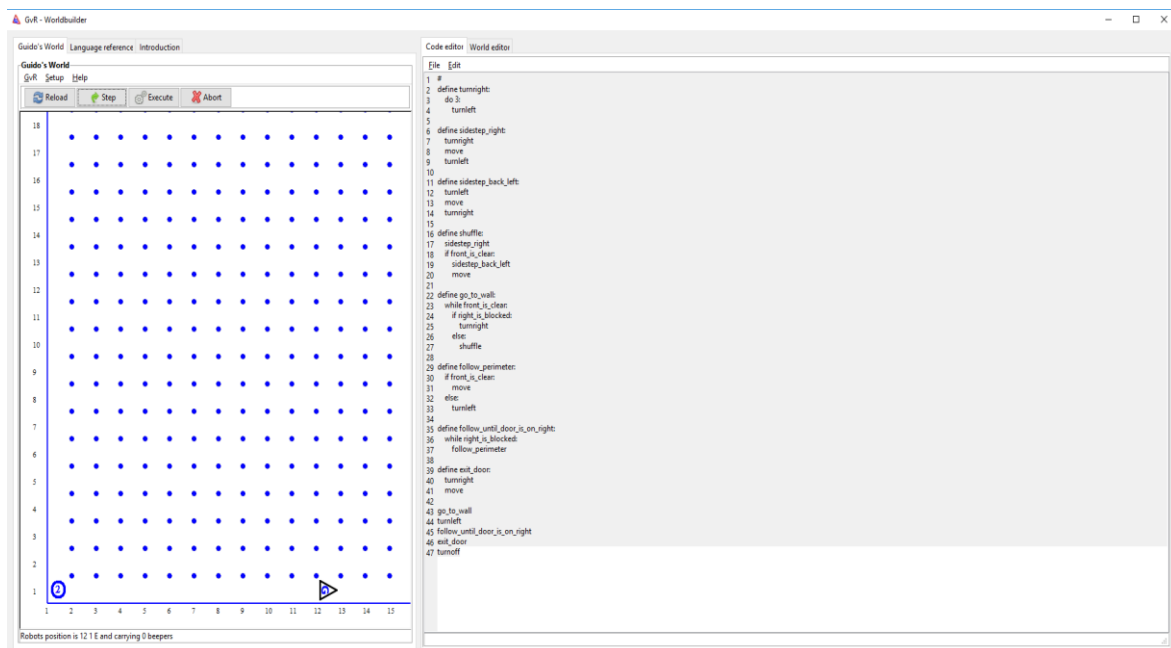 GvR - Worldbuilder
Guido's World Language reference Introduction
Guido's World
GvR Setup Help
Reload Step Execute Abort
18
17
16
15
14
13
12
11
10
9
8
7
6
5
4
3
2
1
2
1 2 3 4 5 6 7 8 9 10 11 12 13 14 15
Robots position is 12 1 E and carrying 0 beepers
Code editor World editor
File Edit
1 #
2 define turnright:
3 do 3:
4 turnleft
5
6 define sidestep_right:
7 turnright
8 move
9 turnleft
10
11 define sidestep_back_left:
12 turnleft
13 move
14 turnright
15
16 define shuffle:
17 sidestep_right
18 if front_is_clear:
19 sidestep_back_left
20 move
21
22 define go_to_wall:
23 while front_is_clear:
24 if right_is_blocked:
25 turnright
26 else:
27 shuffle
28
29 define follow_perimeter:
30 if front_is_clear:
31 move
32 else:
33 turnleft
34
35 define follow_until_door_is_on_right:
36 while right_is_blocked:
37 follow_perimeter
38
39 define exit_door:
40 turnright
41 move
42
43 go_to_wall
44 turnleft
45 follow_until_door_is_on_right
46 exit_door
47 turnoff